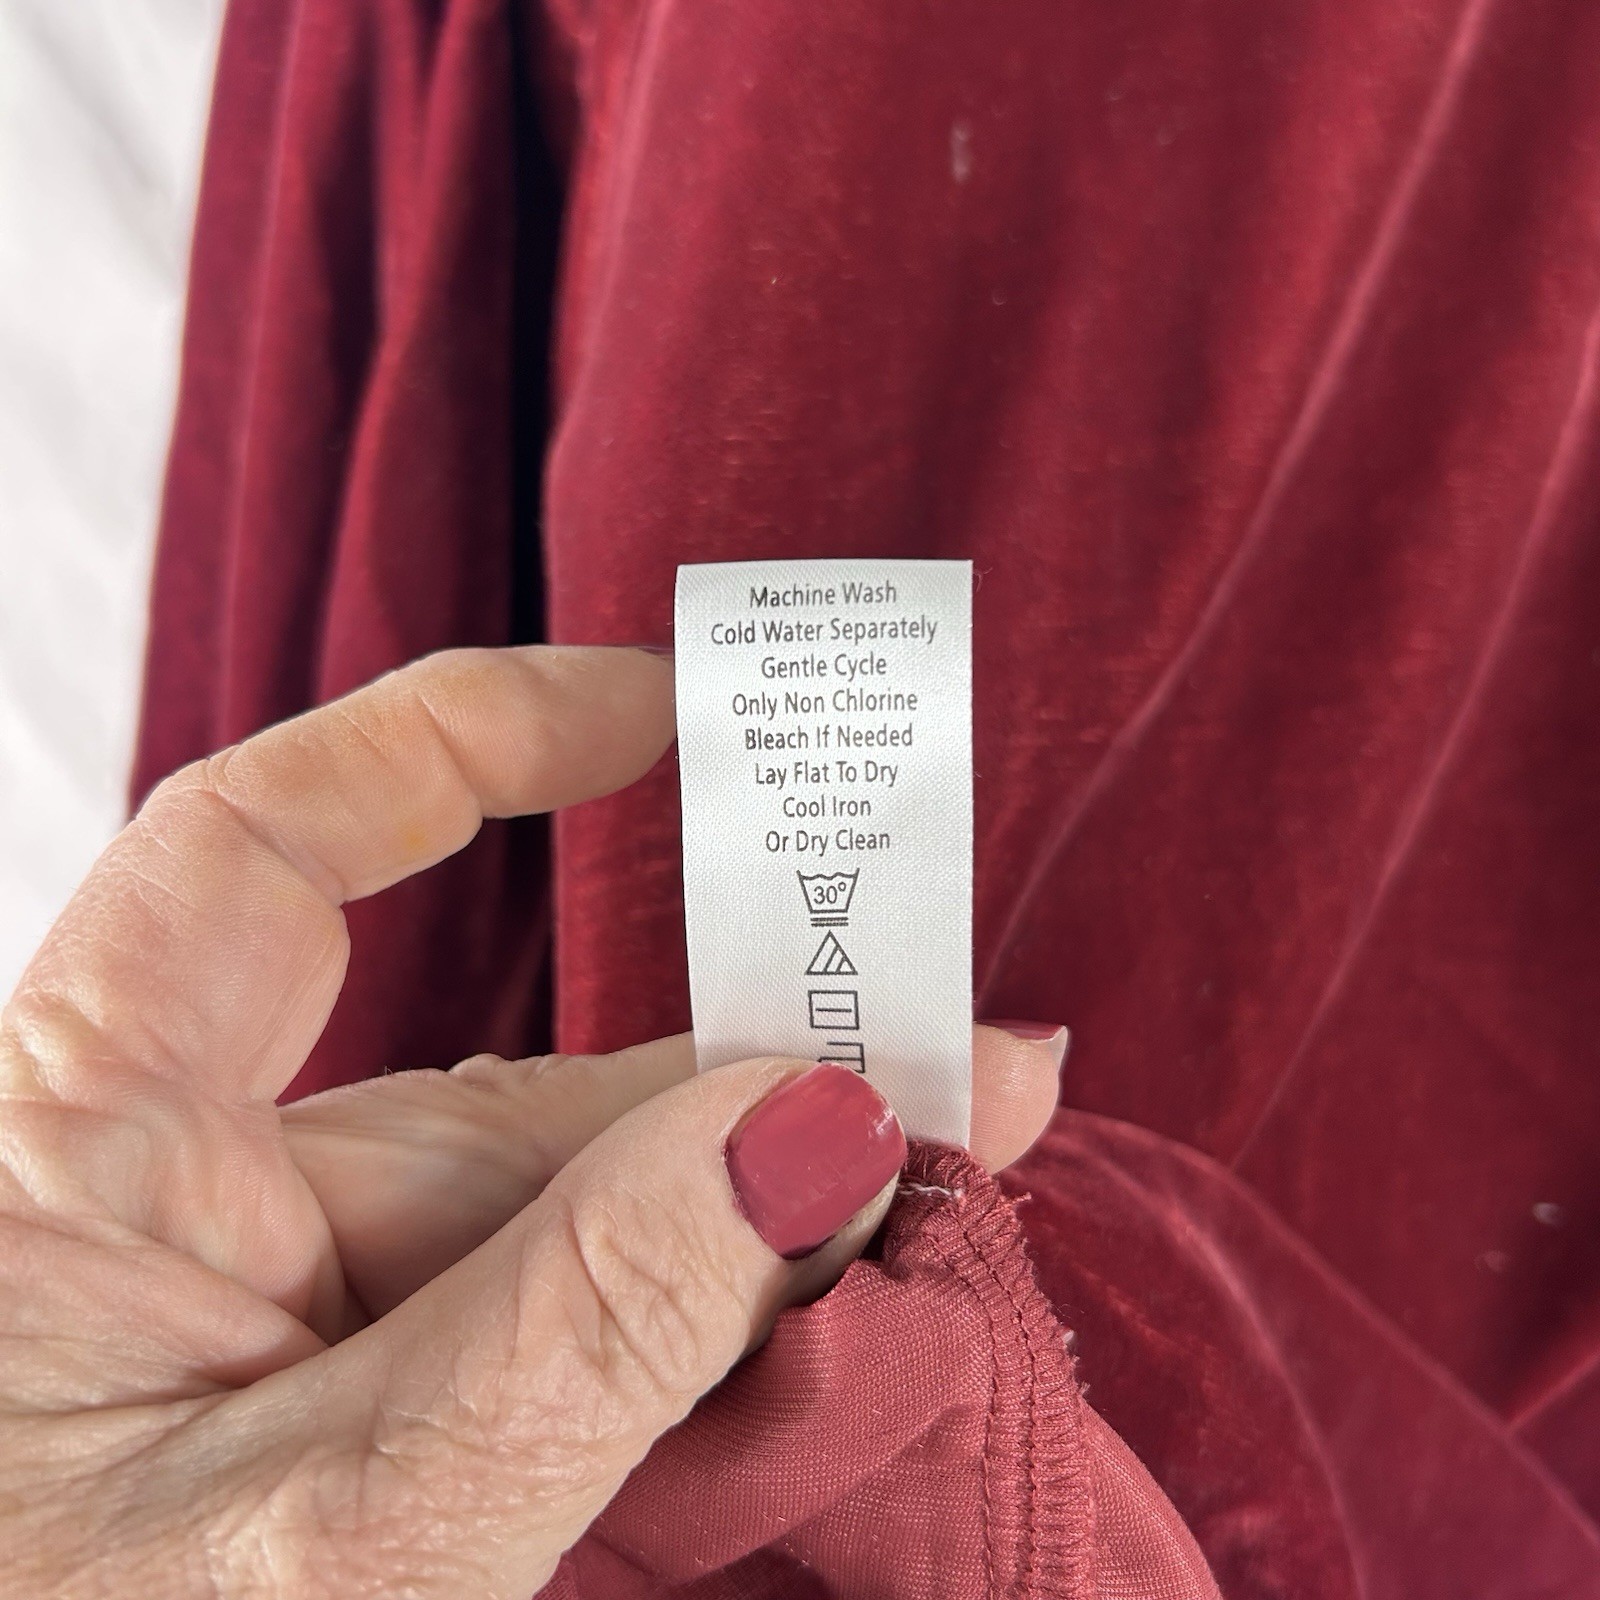 Machine Wash
Cold Water Separately
Gentle Cycle
Only Non Chlorine
Bleach If Needed
Lay Flat To Dry
Cool Iron
Or Dry Clean
30°